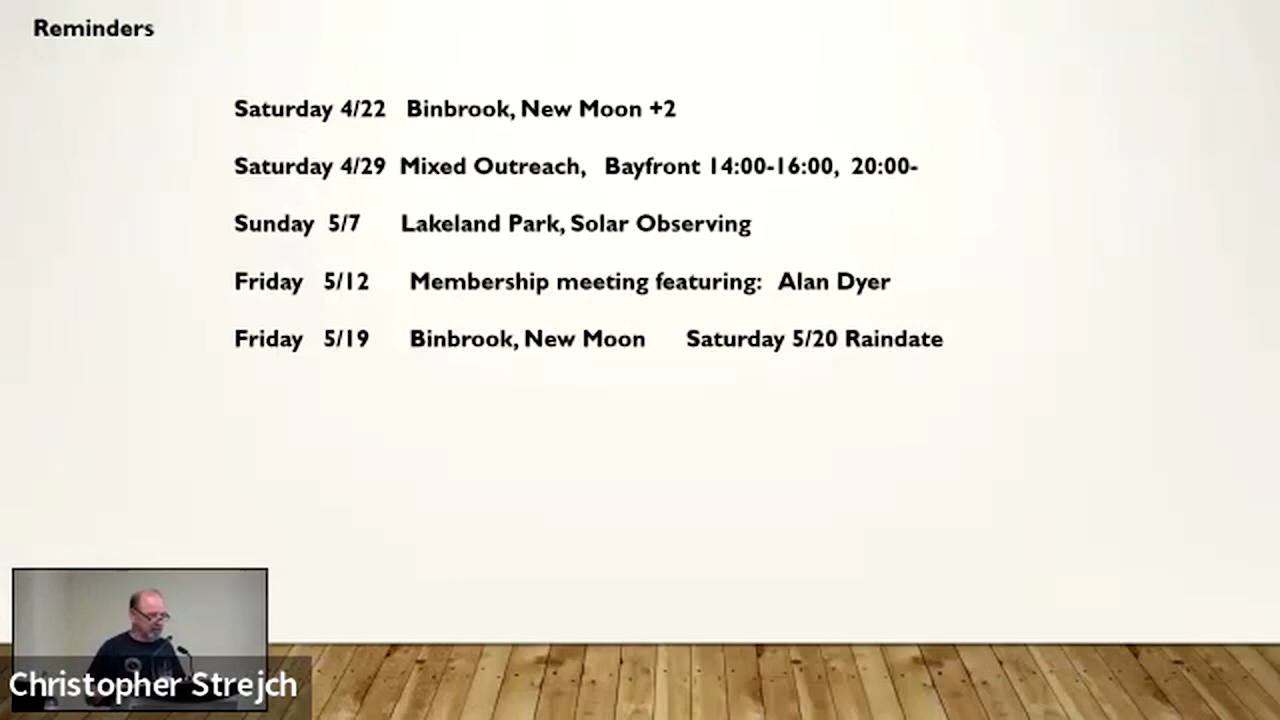 Reminders
Saturday 4/22 Binbrook, New Moon +2
Saturday 4/29 Mixed Outreach, Bayfront 14:00-16:00, 20:00-
Sunday 5/7 Lakeland Park, Solar Observing
Friday 5/12 Membership meeting featuring: Alan Dyer
Friday 5/19 Binbrook, New Moon Saturday 5/20 Raindate
Christopher Strejch